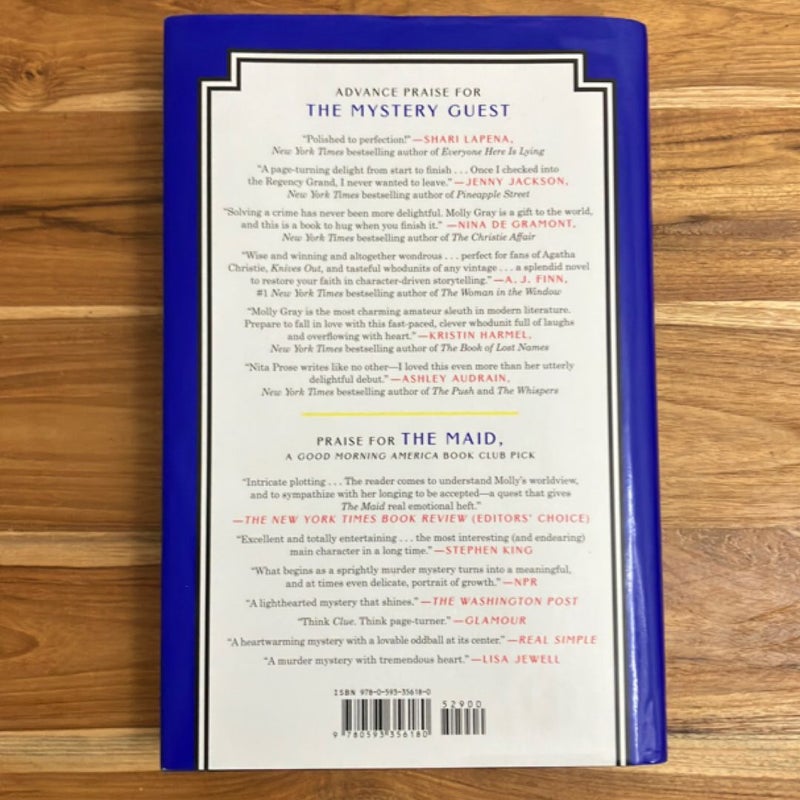 ADVANCE PRAISE FOR
THE MYSTERY GUEST
"Polished to perfection!" —SHARI LAPENA,
New York Times bestselling author of Everyone Here Is Lying
"A page-turning delight from start to finish . . . Once I checked into
the Regency Grand, I never wanted to leave." —JENNY JACKSON,
New York Times bestselling author of Pineapple Street
"Solving a crime has never been more delightful. Molly Gray is a gift to the world,
and this is a book to hug when you finish it." —NINA DE GRAMONT,
New York Times bestselling author of The Christie Affair
"Wise and winning and altogether wondrous . . . perfect for fans of Agatha
Christie, Knives Out, and tasteful whodunits of any vintage . . . a splendid novel
to restore your faith in character-driven storytelling." —A. J. FINN,
#1 New York Times bestselling author of The Woman in the Window
"Molly Gray is the most charming amateur sleuth in modern literature.
Prepare to fall in love with this fast-paced, clever whodunit full of laughs
and overflowing with heart." —KRISTIN HARMEL,
New York Times bestselling author of The Book of Lost Names
"Nita Prose writes like no other—I loved this even more than her utterly
delightful debut." —ASHLEY AUDRAIN,
New York Times bestselling author of The Push and The Whispers
PRAISE FOR THE MAID,
A GOOD MORNING AMERICA BOOK CLUB PICK
"Intricate plotting . . . The reader comes to understand Molly's worldview,
and to sympathize with her longing to be accepted—a quest that gives
The Maid real emotional heft."
—THE NEW YORK TIMES BOOK REVIEW (EDITORS' CHOICE)
"Excellent and totally entertaining . . . the most interesting (and endearing)
main character in a long time." —STEPHEN KING
"What begins as a sprightly murder mystery turns into a meaningful,
and at times even delicate, portrait of growth." —NPR
"A lighthearted mystery that shines." —THE WASHINGTON POST
"Think Clue. Think page-turner." —GLAMOUR
"A heartwarming mystery with a lovable oddball at its center." —REAL SIMPLE
"A murder mystery with tremendous heart." —LISA JEWELL
ISBN 978-0-593-35618-0
52900
9 780593 356180